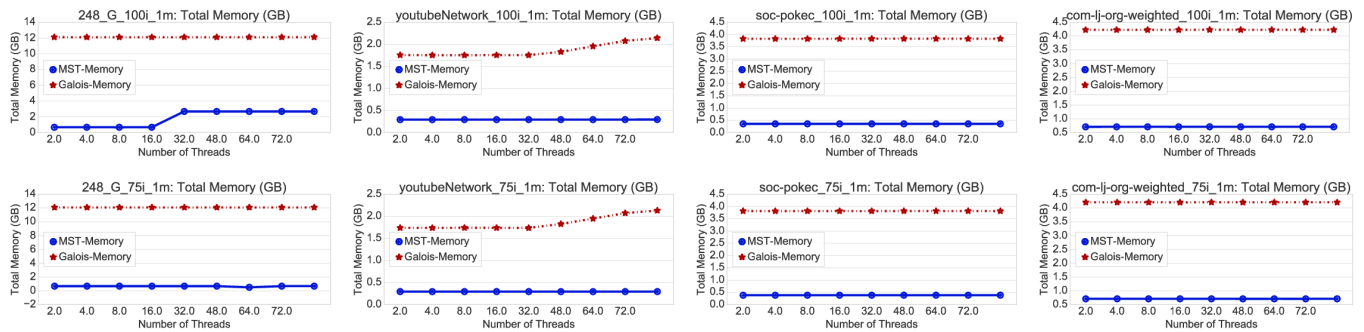 248_G_100i_1m: Total Memory (GB)
Total Memory (GB)
14
12
10
8
6
4
2
0
MST-Memory
Galois-Memory
2.0 4.0 8.0 16.0 32.0 48.0 64.0 72.0
Number of Threads
youtubeNetwork_100i_1m: Total Memory (GB)
Total Memory (GB)
2.5
2.0
1.5
1.0
0.5
0.0
MST-Memory
Galois-Memory
2.0 4.0 8.0 16.0 32.0 48.0 64.0 72.0
Number of Threads
soc-pokec_100i_1m: Total Memory (GB)
Total Memory (GB)
4.5
4.0
3.5
3.0
2.5
2.0
1.5
1.0
0.5
0.0
MST-Memory
Galois-Memory
2.0 4.0 8.0 16.0 32.0 48.0 64.0 72.0
Number of Threads
com-lj-org-weighted_100i_1m: Total Memory (GB)
Total Memory (GB)
4.5
4.0
3.5
3.0
2.5
2.0
1.5
1.0
0.5
MST-Memory
Galois-Memory
2.0 4.0 8.0 16.0 32.0 48.0 64.0 72.0
Number of Threads
248_G_75i_1m: Total Memory (GB)
Total Memory (GB)
14
12
10
8
6
4
2
0
−2
MST-Memory
Galois-Memory
2.0 4.0 8.0 16.0 32.0 48.0 64.0 72.0
Number of Threads
youtubeNetwork_75i_1m: Total Memory (GB)
Total Memory (GB)
2.5
2.0
1.5
1.0
0.5
0.0
MST-Memory
Galois-Memory
2.0 4.0 8.0 16.0 32.0 48.0 64.0 72.0
Number of Threads
soc-pokec_75i_1m: Total Memory (GB)
Total Memory (GB)
4.5
4.0
3.5
3.0
2.5
2.0
1.5
1.0
0.5
0.0
MST-Memory
Galois-Memory
2.0 4.0 8.0 16.0 32.0 48.0 64.0 72.0
Number of Threads
com-lj-org-weighted_75i_1m: Total Memory (GB)
Total Memory (GB)
4.5
4.0
3.5
3.0
2.5
2.0
1.5
1.0
0.5
MST-Memory
Galois-Memory
2.0 4.0 8.0 16.0 32.0 48.0 64.0 72.0
Number of Threads